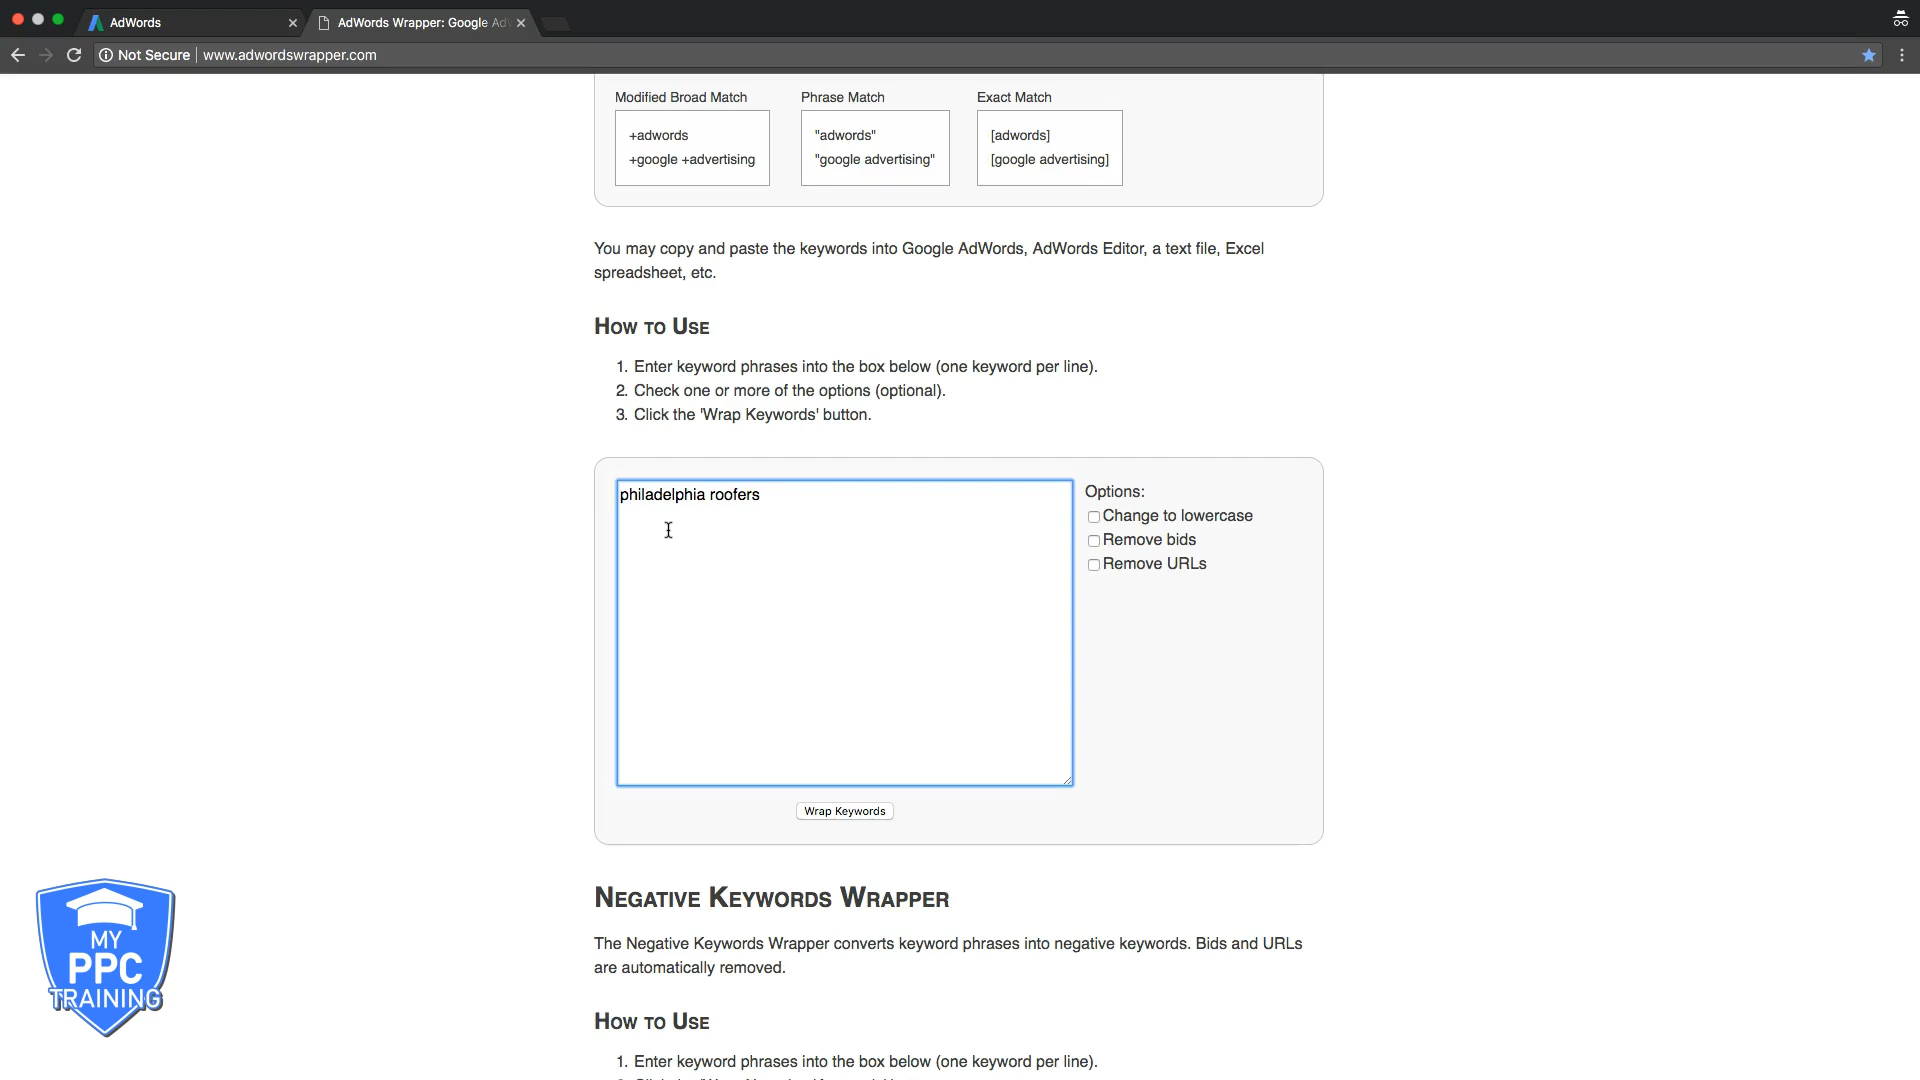 AdWords
AdWords Wrapper: Google Ad
Not Secure
www.adwordswrapper.com
Modified Broad Match
Phrase Match
Exact Match
+adwords
"adwords"
[adwords]
+google +advertising
"google advertising"
[google advertising]
You may copy and paste the keywords into Google AdWords, AdWords Editor, a text file, Excel
spreadsheet, etc.
How to Use
1. Enter keyword phrases into the box below (one keyword per line).
2. Check one or more of the options (optional).
3. Click the 'Wrap Keywords' button.
philadelphia roofers
Options:
Change to lowercase
Remove bids
Remove URLs
Wrap Keywords
Negative Keywords Wrapper
The Negative Keywords Wrapper converts keyword phrases into negative keywords. Bids and URLs
are automatically removed.
How to Use
1. Enter keyword phrases into the box below (one keyword per line).
MY
PPC
TRAINING